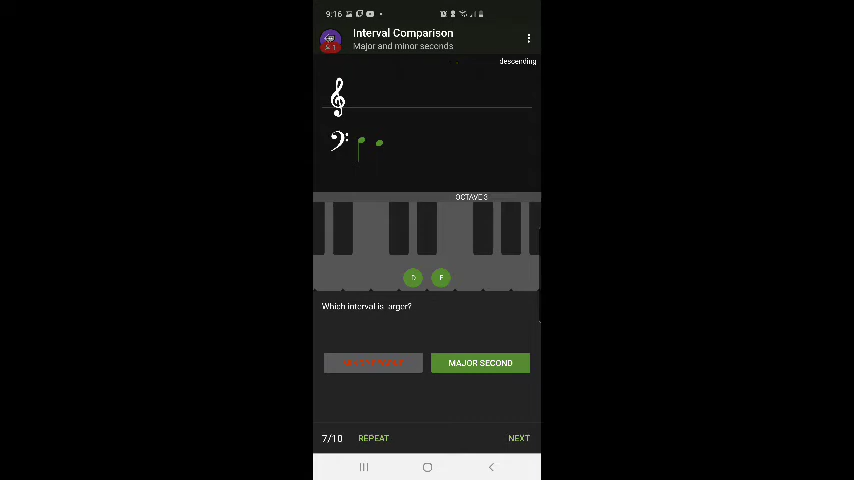 9:16
Interval Comparison
Major and minor seconds
descending
OCTAVE 3
D
Which interval is arger?
MAJOR SECOND
7/10
REPEAT
NEXT